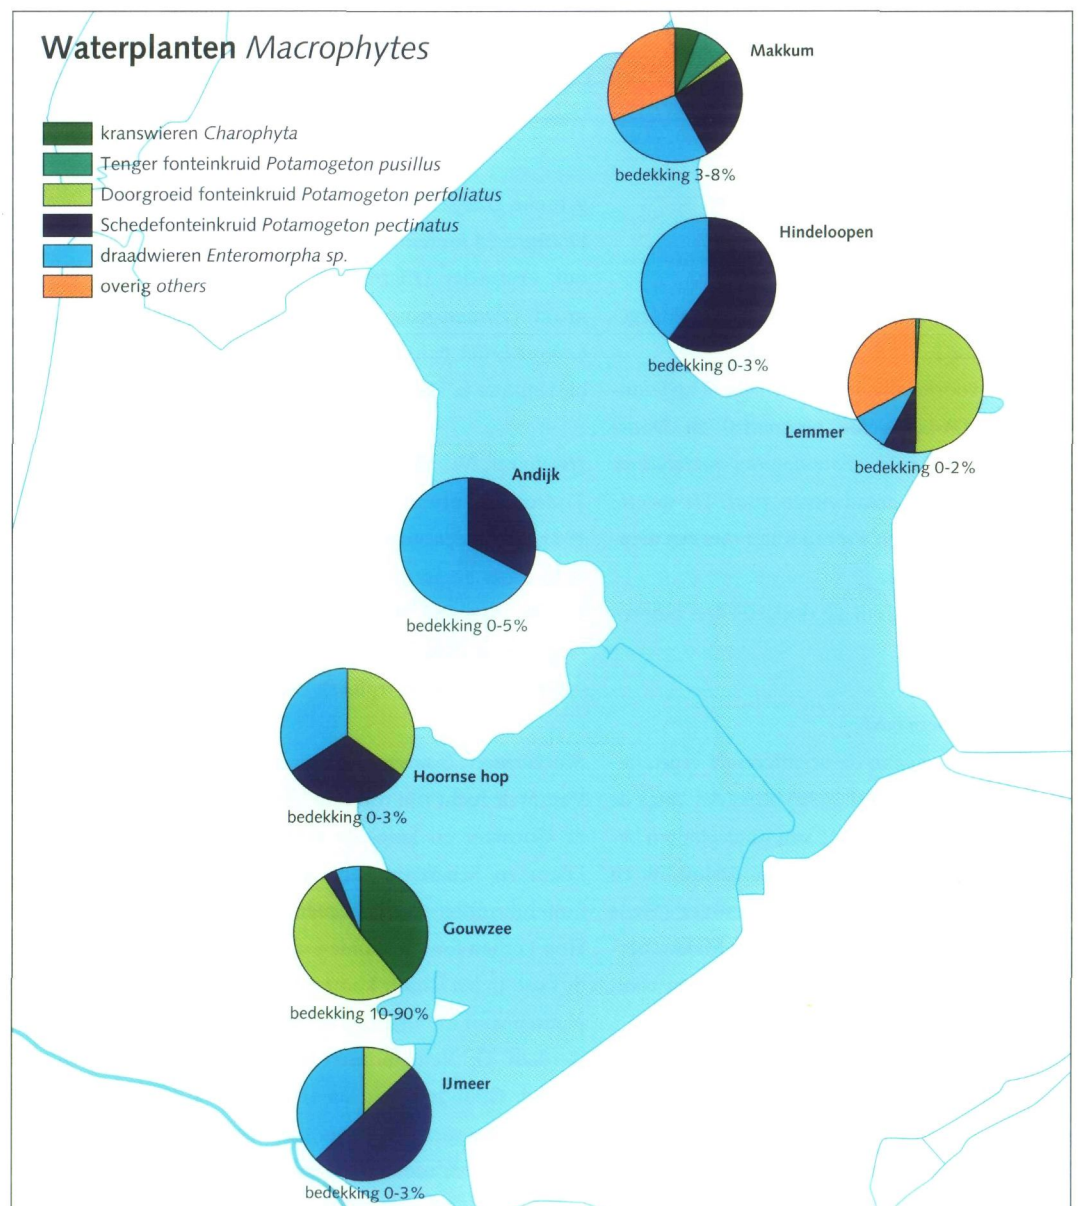 Waterplanten Macrophytes
kranswieren Charophyta
Tenger fonteinkruid Potamogeton pusillus
Doorgroeid fonteinkruid Potamogeton perfoliatus
Schedefonteinkruid Potamogeton pectinatus
draadwieren Enteromorpha sp.
overig others
Makkum
bedekking 3-8%
Hindeloopen
bedekking 0-3%
Lemmer
bedekking 0-2%
Andijk
bedekking 0-5%
Hoornse hop
bedekking 0-3%
Gouwzee
bedekking 10-90%
IJmeer
bedekking 0-3%